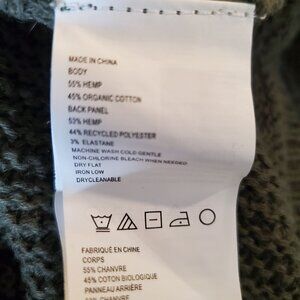 MADE IN CHINA
BODY
55% HEMP
45% ORGANIC COTTON
BACK PANEL
53% HEMP
44% RECYCLED POLYESTER
3% ELASTANE
MACHINE WASH COLD GENTLE
NON-CHLORINE BLEACH WHEN NEEDED
DRY FLAT
IRON LOW
DRYCLEANABLE
FABRIQUÉ EN CHINE
CORPS
55% CHANVRE
45% COTON BIOLOGIQUE
PANNEAU ARRIÈRE
CHANVRE